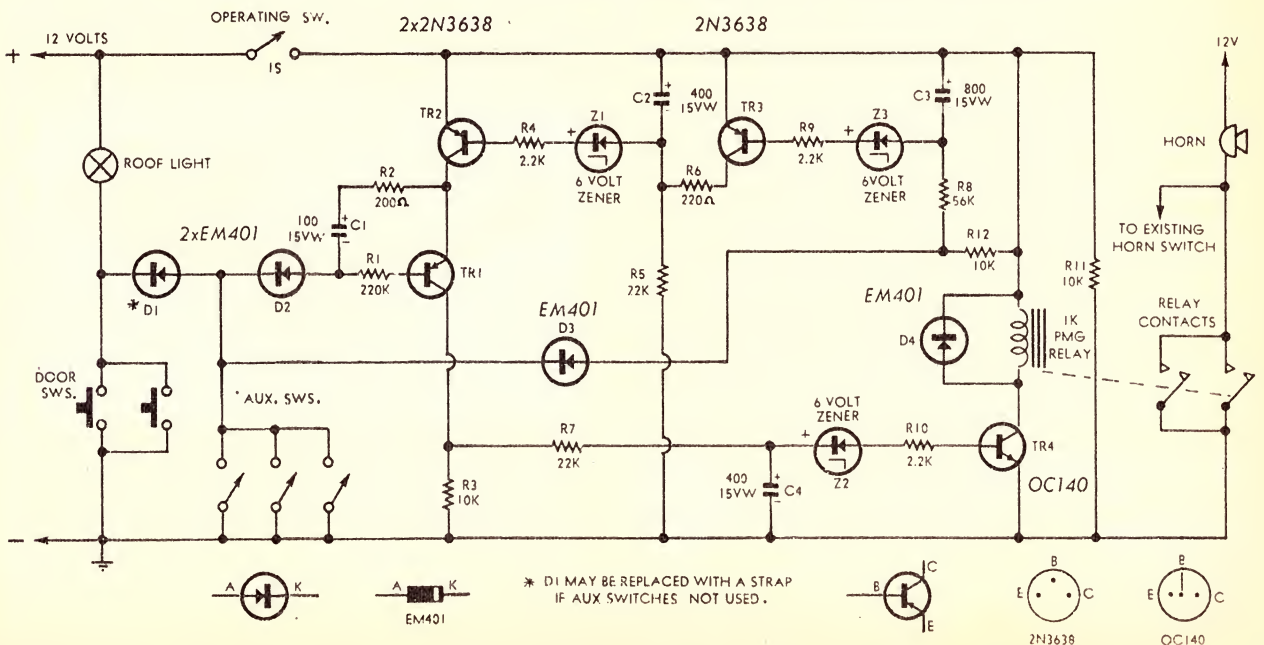 OPERATING SW.
2x2N3638
2N3638
+
12 VOLTS
1S
12V
TR2
R4
2.2K
Z1
+
6 VOLT
ZENER
C2
400
15VW
+
-
TR3
R9
2.2K
Z3
+
6 VOLT
ZENER
C3
800
15VW
+
HORN
ROOF LIGHT
R2
200Ω
R6
220Ω
R8
56K
TO EXISTING
HORN SWITCH
2xEM401
100
15VW
C1
+
-
R1
220K
TR1
R12
10K
R11
10K
* D1
D2
R5
22K
EM401
D3
EM401
D4
1K
PMG
RELAY
RELAY
CONTACTS
DOOR
SWS.
AUX. SWS.
R7
22K
6 VOLT
ZENER
+
Z2
R10
2.2K
TR4
OC140
R3
10K
400
15VW
C4
+
-
-
A
K
A
K
EM401
* D1 MAY BE REPLACED WITH A STRAP
IF AUX SWITCHES NOT USED.
B
C
E
B
E
C
2N3638
B
E
C
OC140